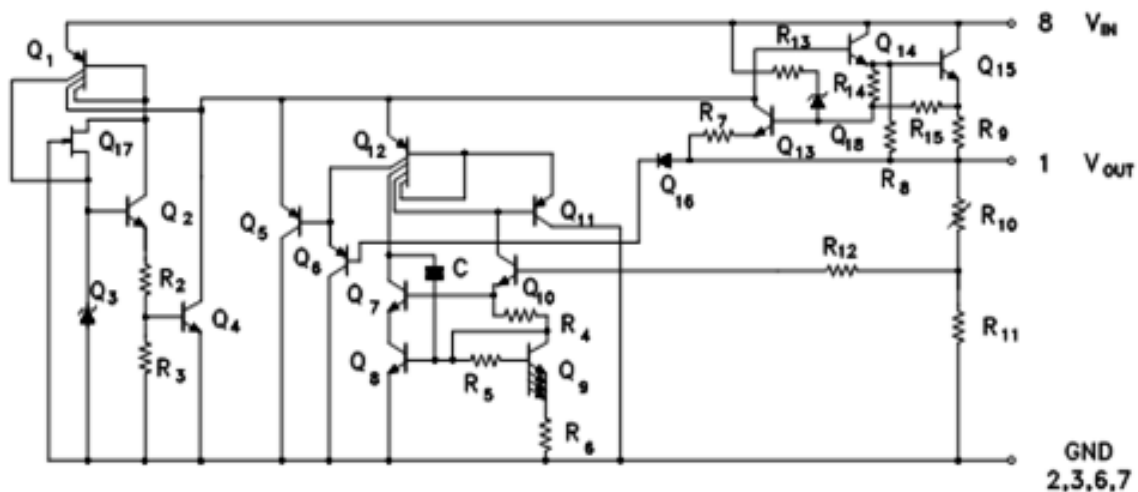 8 VIN
Q1
R13
Q14
Q15
R14
R7
Q17
Q12
Q13
Q18
R15
R9
1 VOUT
Q16
R8
Q2
Q5
Q11
R10
Q6
R12
C
R2
Q3
Q7
Q10
Q4
R4
R11
R3
Q8
R5
Q9
R6
GND
2,3,6,7